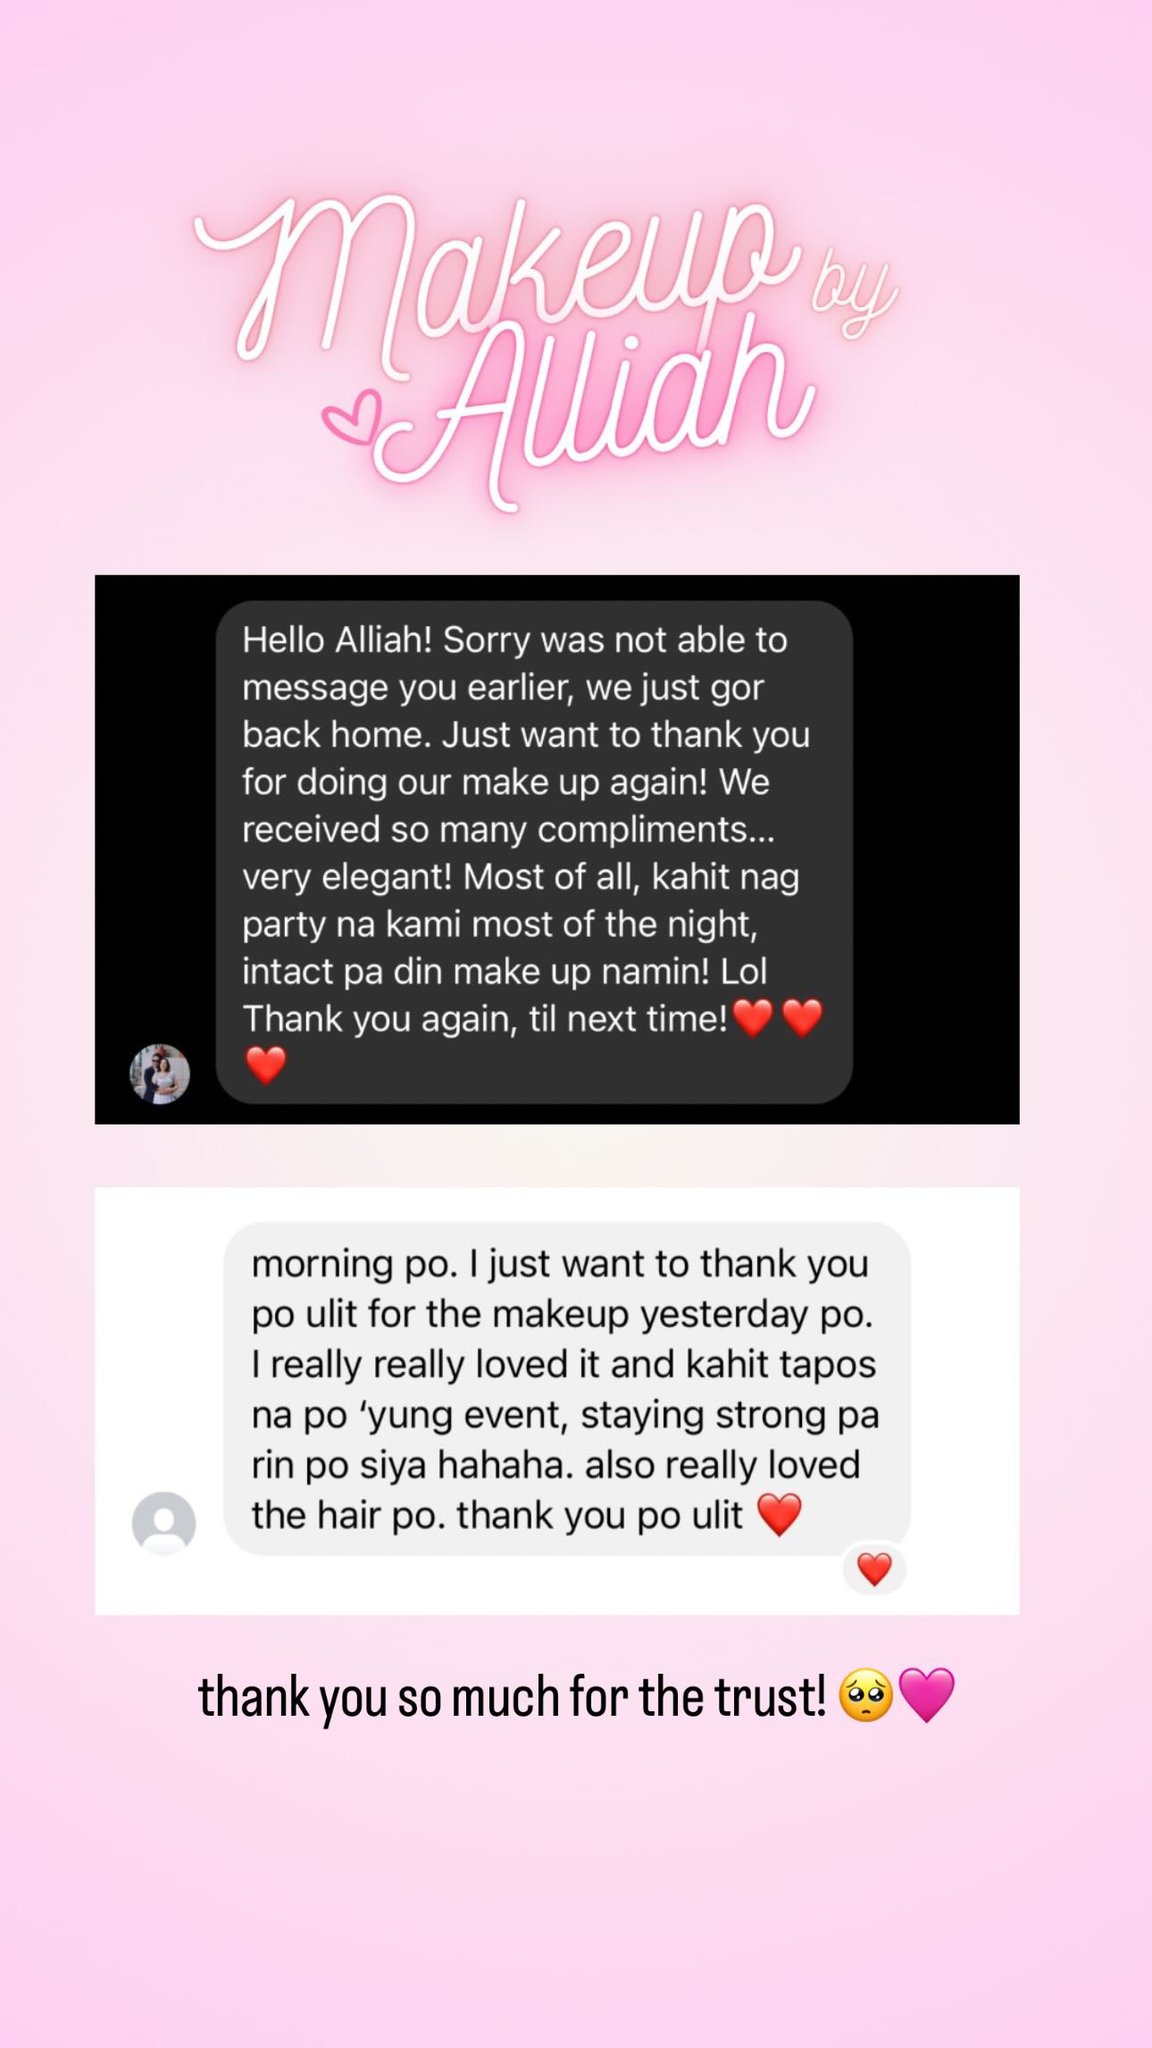 Makeup by
Alliah
Hello Alliah! Sorry was not able to
message you earlier, we just gor
back home. Just want to thank you
for doing our make up again! We
received so many compliments...
very elegant! Most of all, kahit nag
party na kami most of the night,
intact pa din make up namin! Lol
Thank you again, til next time!❤️❤️
❤️
morning po. I just want to thank you
po ulit for the makeup yesterday po.
I really really loved it and kahit tapos
na po ‘yung event, staying strong pa
rin po siya hahaha. also really loved
the hair po. thank you po ulit ❤️
❤️
thank you so much for the trust! 🥺💗